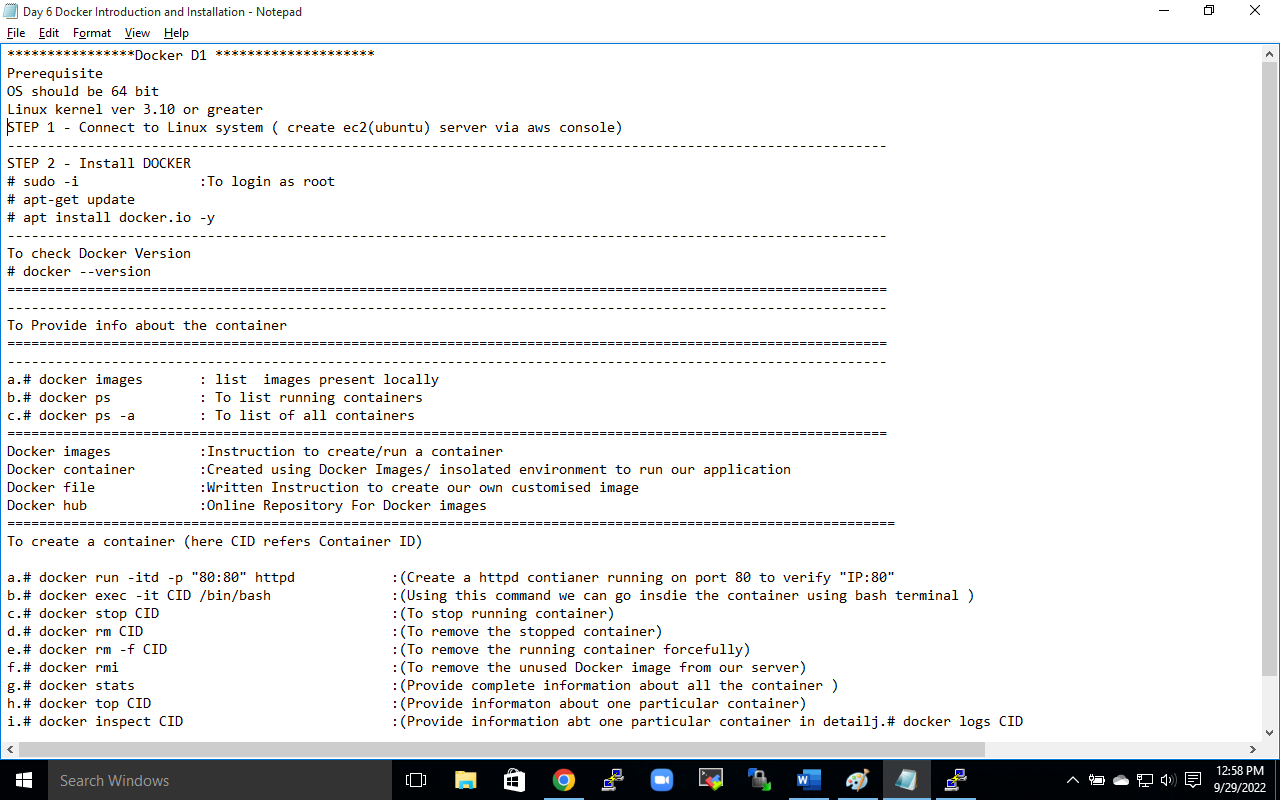 Day 6 Docker Introduction and Installation - Notepad
File Edit Format View Help
****************Docker D1 ********************
Prerequisite
OS should be 64 bit
Linux kernel ver 3.10 or greater
STEP 1 - Connect to Linux system ( create ec2(ubuntu) server via aws console)
--------------------------------------------------------------------------------------------------------------
STEP 2 - Install DOCKER
# sudo -i :To login as root
# apt-get update
# apt install docker.io -y
--------------------------------------------------------------------------------------------------------------
To check Docker Version
# docker --version
==============================================================================================================
--------------------------------------------------------------------------------------------------------------
To Provide info about the container
==============================================================================================================
--------------------------------------------------------------------------------------------------------------
a.# docker images : list  images present locally
b.# docker ps : To list running containers
c.# docker ps -a : To list of all containers
==============================================================================================================
Docker images :Instruction to create/run a container
Docker container :Created using Docker Images/ insolated environment to run our application
Docker file :Written Instruction to create our own customised image
Docker hub :Online Repository For Docker images
===============================================================================================================
To create a container (here CID refers Container ID)
a.# docker run -itd -p "80:80" httpd :(Create a httpd contianer running on port 80 to verify "IP:80"
b.# docker exec -it CID /bin/bash :(Using this command we can go insdie the container using bash terminal )
c.# docker stop CID :(To stop running container)
d.# docker rm CID :(To remove the stopped container)
e.# docker rm -f CID :(To remove the running container forcefully)
f.# docker rmi :(To remove the unused Docker image from our server)
g.# docker stats :(Provide complete information about all the container )
h.# docker top CID :(Provide informaton about one particular container)
i.# docker inspect CID :(Provide information abt one particular container in detailj.# docker logs CID
Search Windows
12:58 PM
9/29/2022